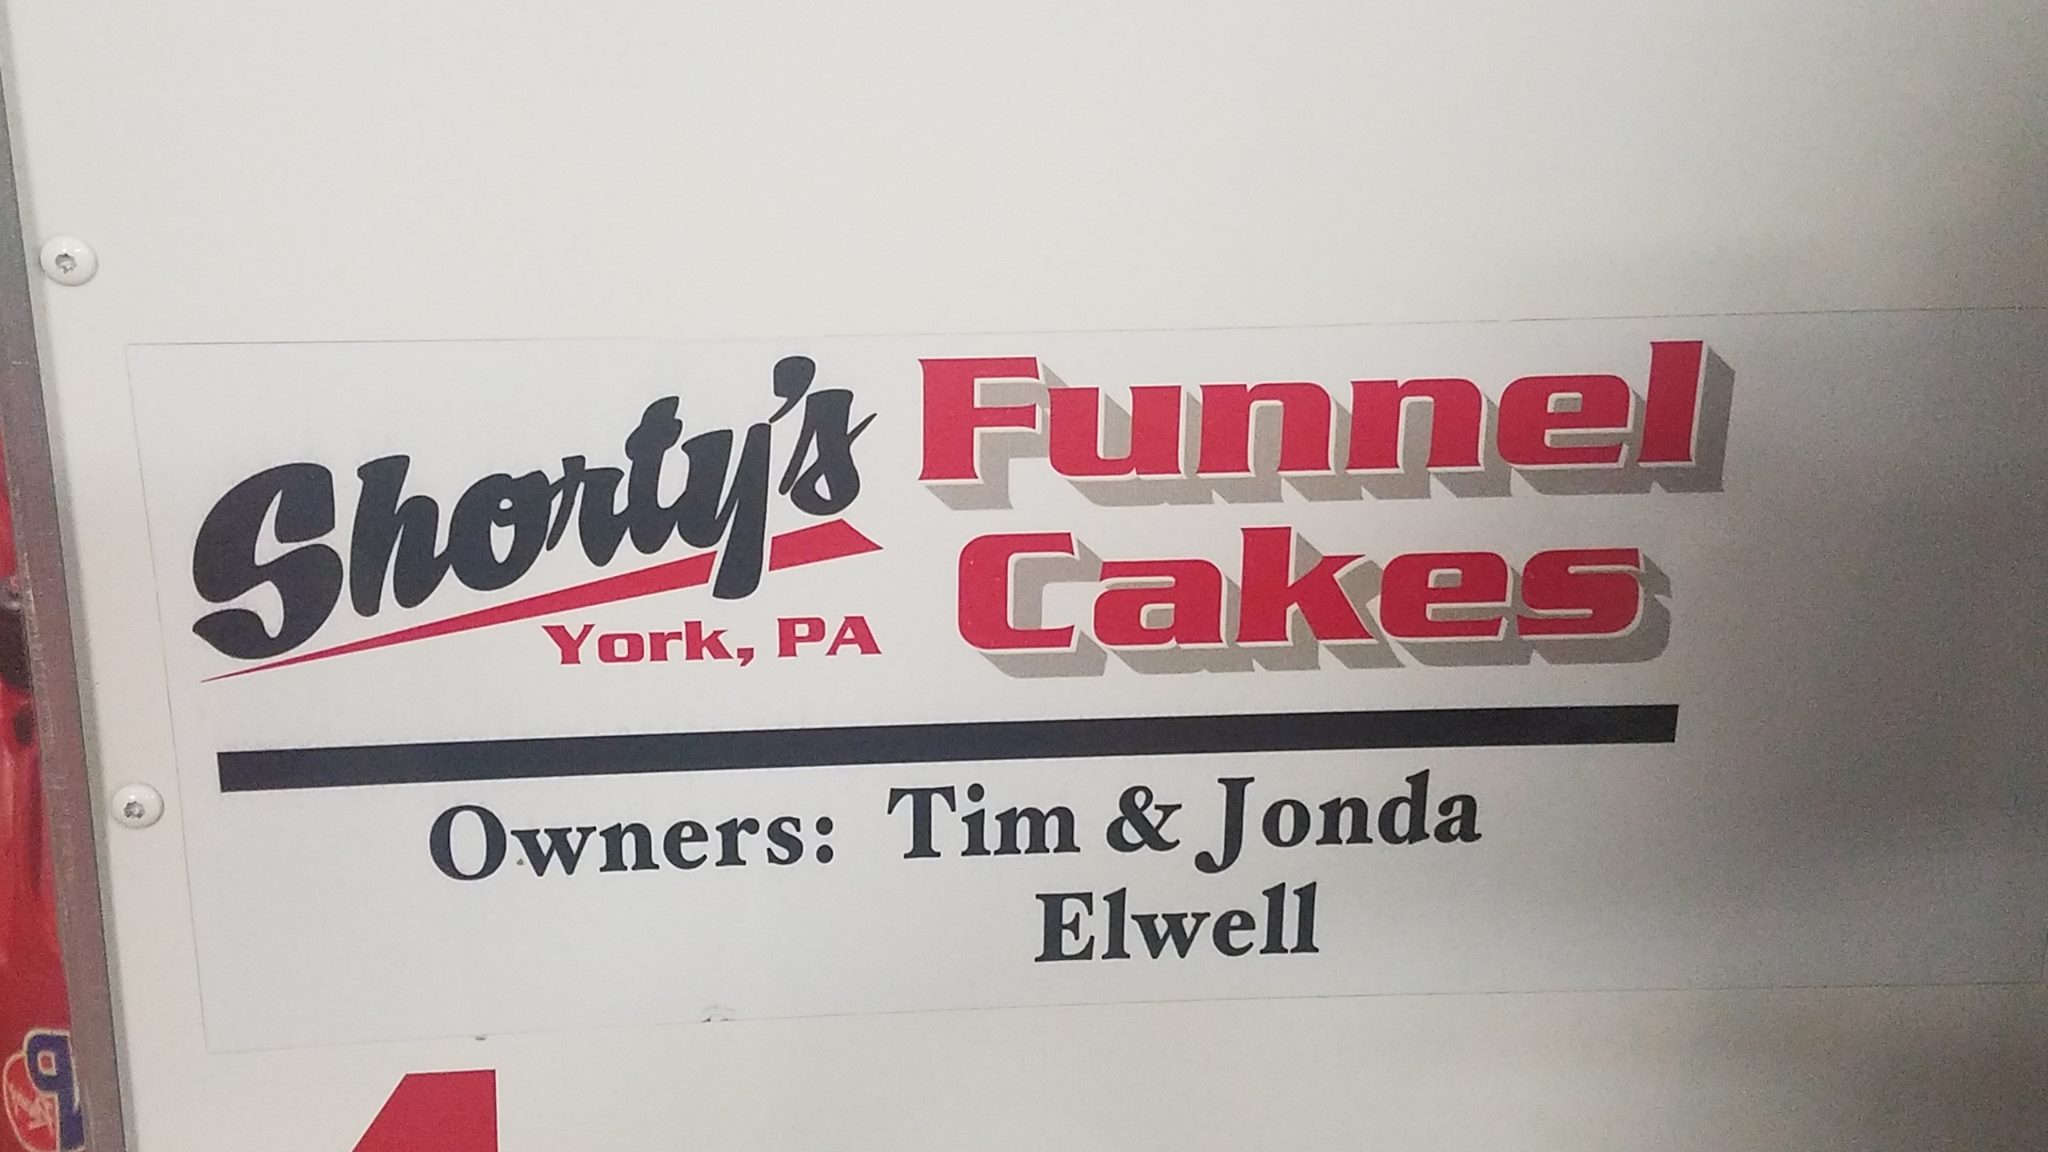 Shorty's Funnel
Cakes
York, PA
Owners: Tim & Jonda
Elwell